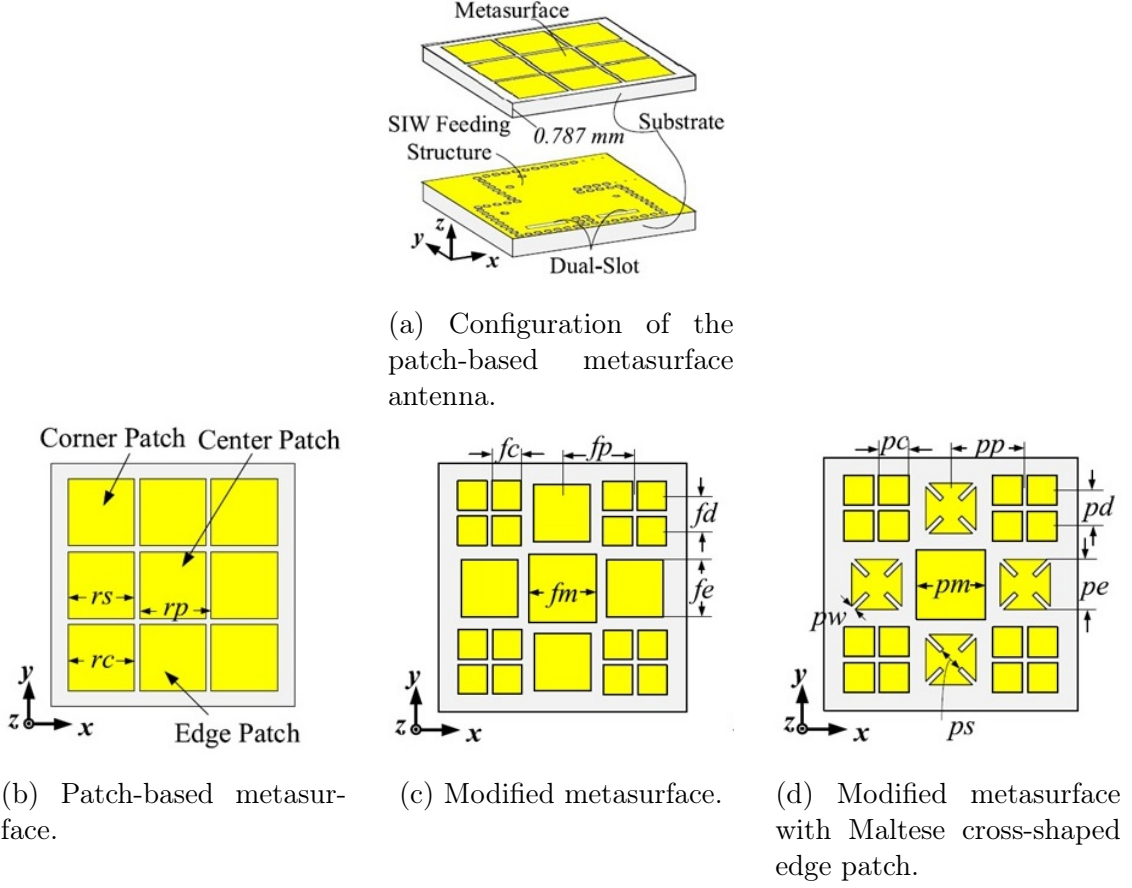 Metasurface
SIW Feeding
Structure
0.787 mm
Substrate
z
y
x
Dual-Slot
(a) Configuration of the
patch-based metasurface
antenna.
Corner Patch
Center Patch
rs
rp
rc
y
z
x
Edge Patch
fc
fp
fd
fm
fe
y
z
x
pc
pp
pd
pm
pe
pw
y
z
x
ps
(b) Patch-based metasur-
face.
(c) Modified metasurface.
(d) Modified metasurface
with Maltese cross-shaped
edge patch.